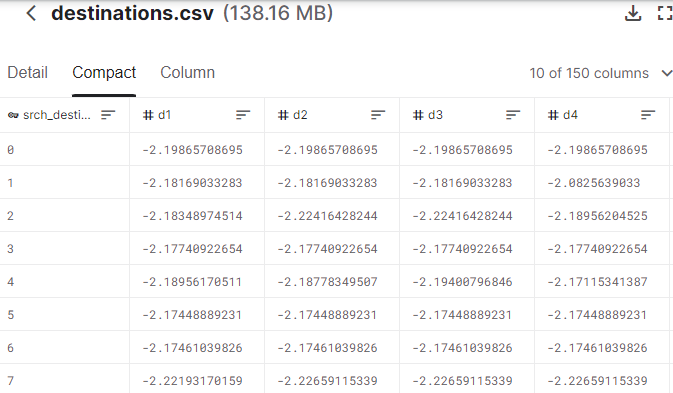 destinations.csv (138.16 MB)
Detail Compact Column 10 of 150 columns
srch_desti... # d1 # d2 # d3 # d4
0 -2.19865708695 -2.19865708695 -2.19865708695 -2.19865708695
1 -2.18169033283 -2.18169033283 -2.18169033283 -2.0825639033
2 -2.18348974514 -2.22416428244 -2.22416428244 -2.18956204525
3 -2.17740922654 -2.17740922654 -2.17740922654 -2.17740922654
4 -2.18956170511 -2.18778349507 -2.19400796846 -2.17115341387
5 -2.17448889231 -2.17448889231 -2.17448889231 -2.17448889231
6 -2.17461039826 -2.17461039826 -2.17461039826 -2.17461039826
7 -2.22193170159 -2.22659115339 -2.22659115339 -2.22659115339